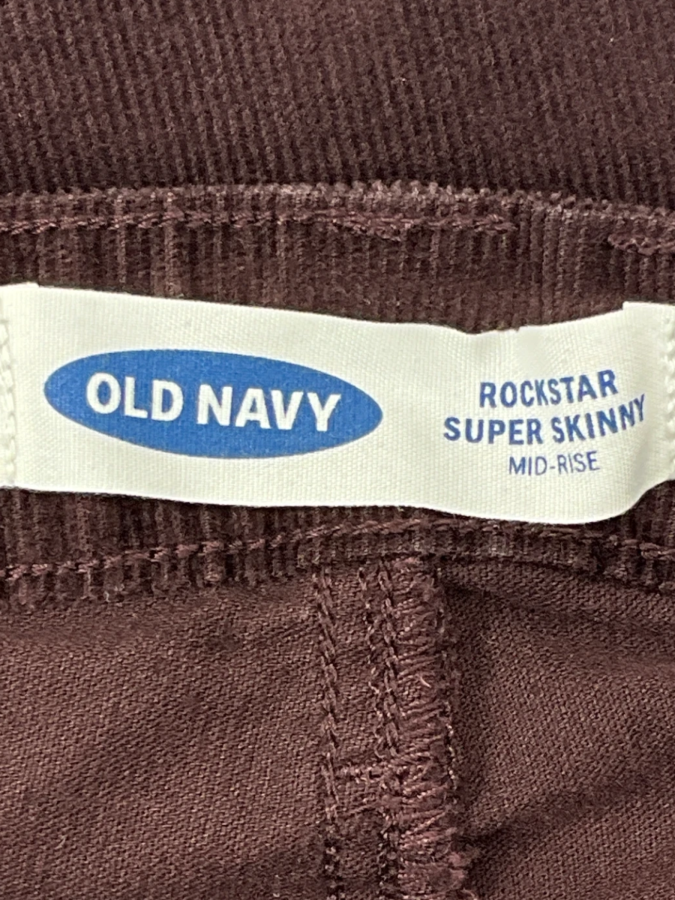 OLD NAVY
ROCKSTAR
SUPER SKINNY
MID-RISE